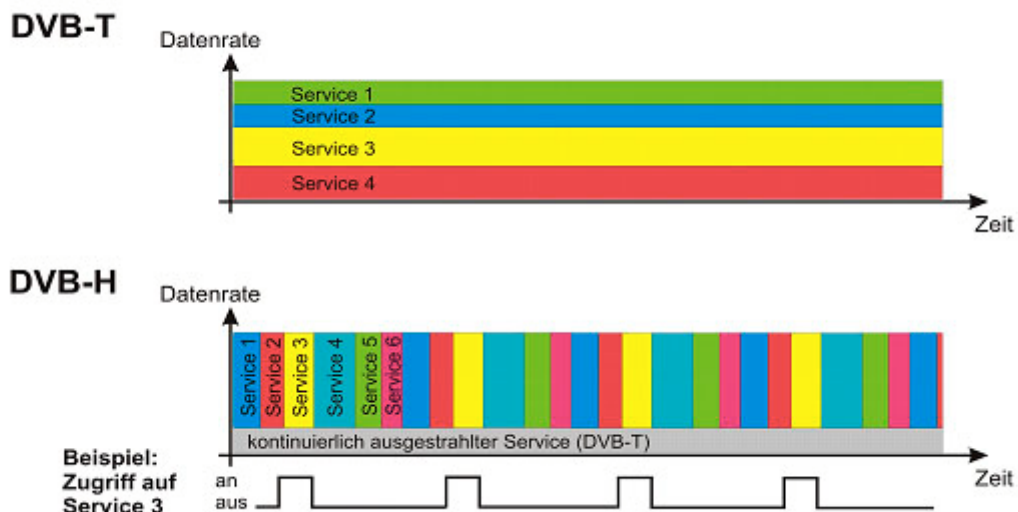 DVB-T
Datenrate
Service 1
Service 2
Service 3
Service 4
Zeit
DVB-H
Datenrate
Service 1
Service 2
Service 3
Service 4
Service 5
Service 6
kontinuierlich ausgestrahlter Service (DVB-T)
Zeit
Beispiel:
Zugriff auf
Service 3
an
aus